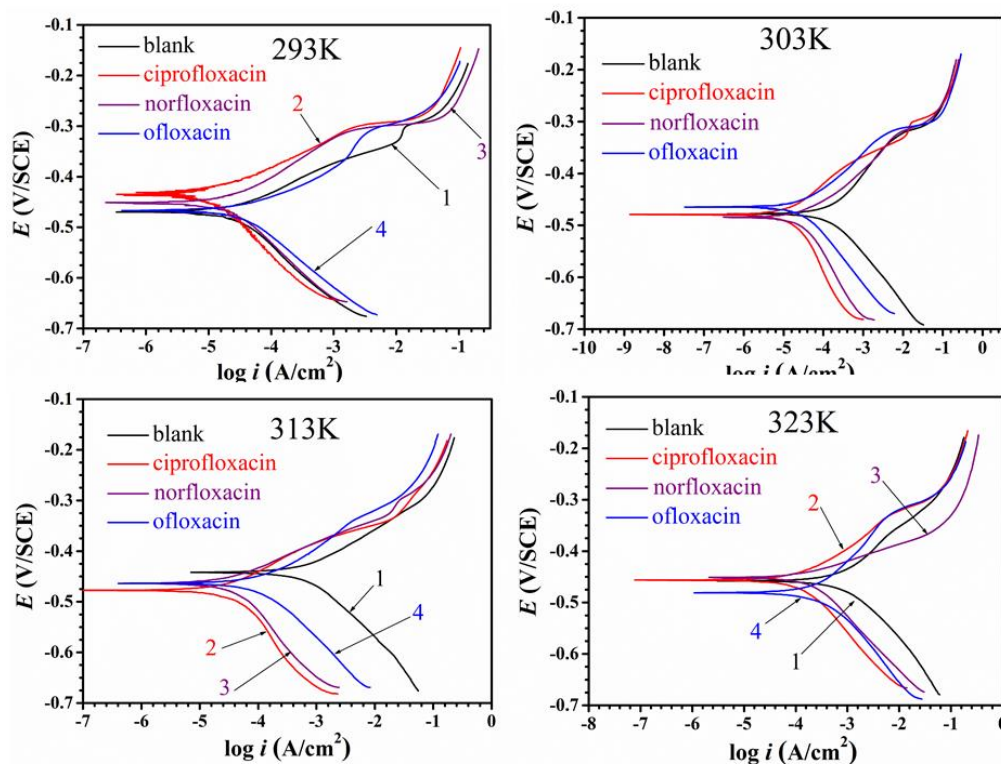 293K
blank
ciprofloxacin
norfloxacin
ofloxacin
2
3
1
4
E (V/SCE)
-0.1
-0.2
-0.3
-0.4
-0.5
-0.6
-0.7
-7 -6 -5 -4 -3 -2 -1
log i (A/cm²)
303K
blank
ciprofloxacin
norfloxacin
ofloxacin
E (V/SCE)
-0.1
-0.2
-0.3
-0.4
-0.5
-0.6
-0.7
-10 -9 -8 -7 -6 -5 -4 -3 -2 -1 0 1
log i (A/cm²)
313K
blank
ciprofloxacin
norfloxacin
ofloxacin
1
2
3
4
E (V/SCE)
-0.1
-0.2
-0.3
-0.4
-0.5
-0.6
-0.7
-7 -6 -5 -4 -3 -2 -1 0
log i (A/cm²)
323K
blank
ciprofloxacin
norfloxacin
ofloxacin
3
2
4
1
E (V/SCE)
-0.1
-0.2
-0.3
-0.4
-0.5
-0.6
-0.7
-8 -7 -6 -5 -4 -3 -2 -1 0
log i (A/cm²)